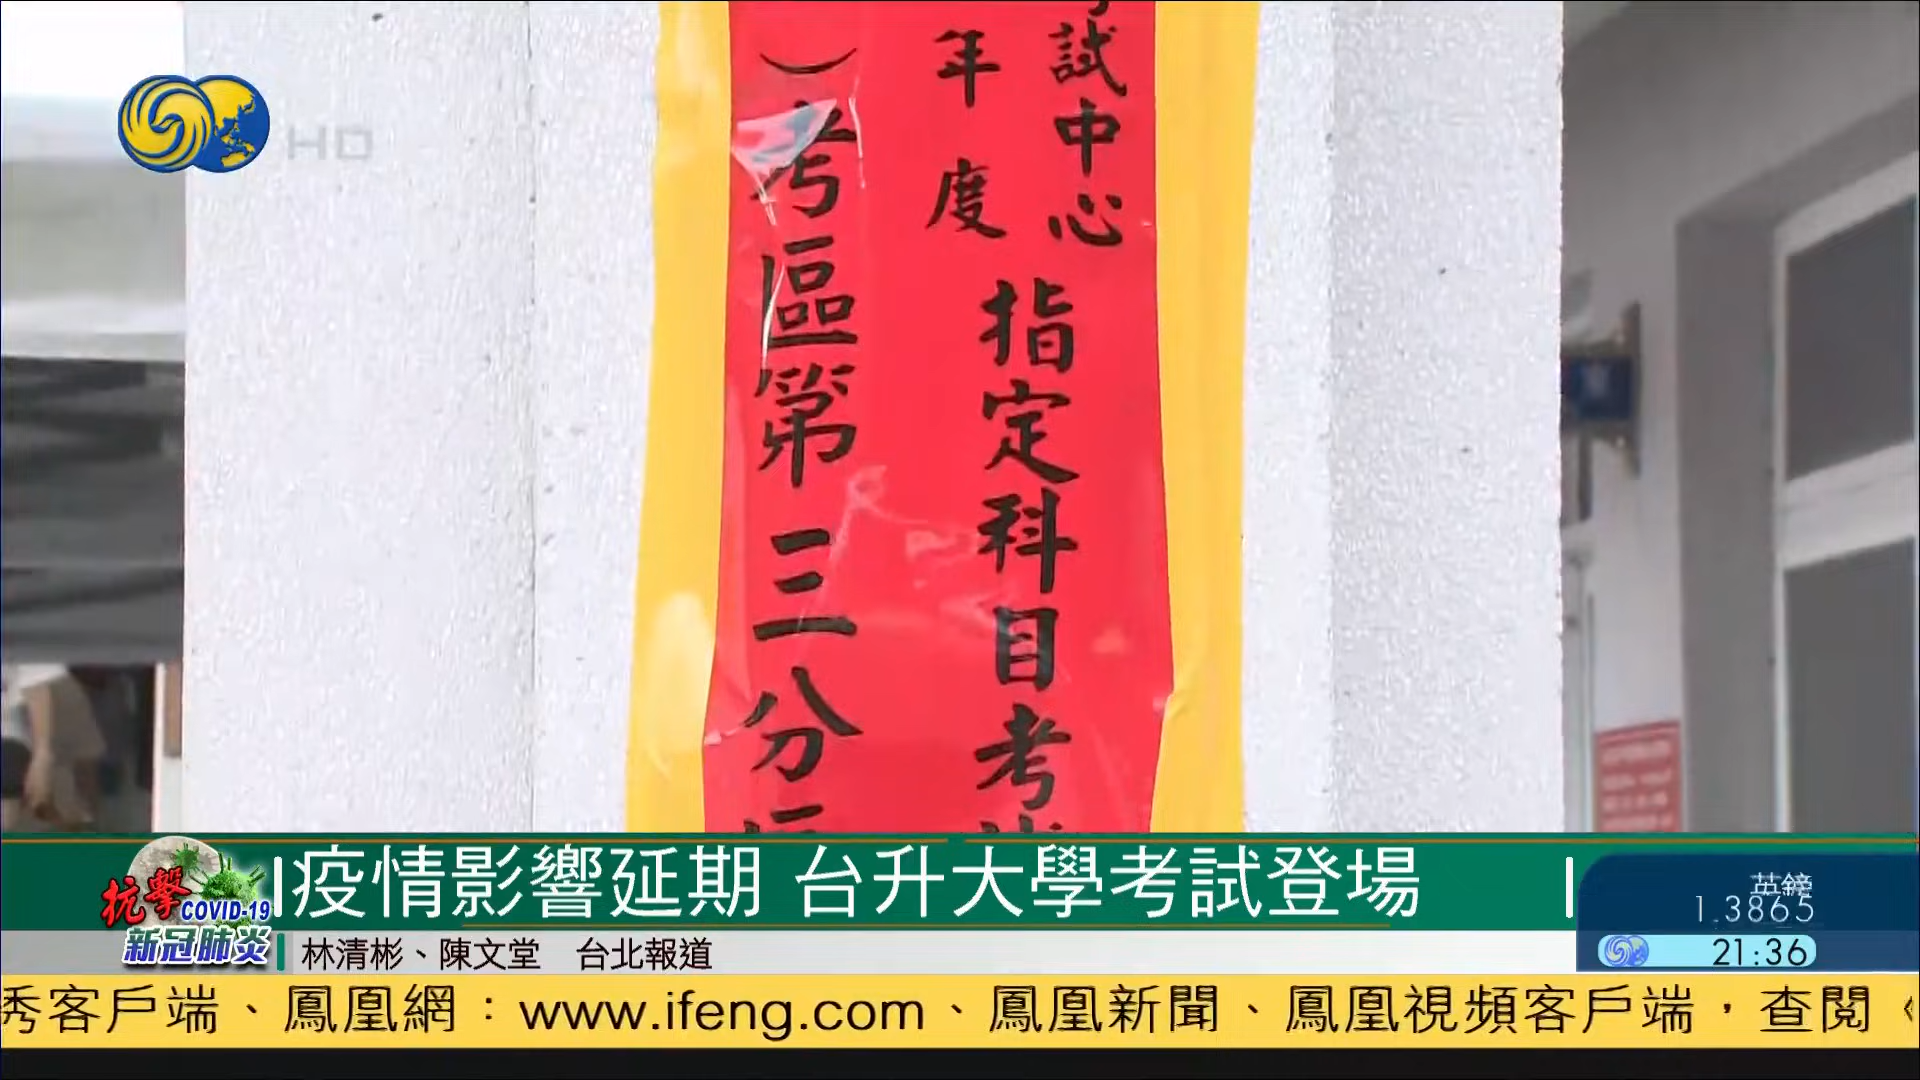 HD
試中心
年度
指定科目考
）考區第三分
疫情影響延期 台升大學考試登場
英鎊
1.3865
抗擊
COVID-19
新冠肺炎
林清彬、陳文堂 台北報道
21:36
秀客戶端、鳳凰網：www.ifeng.com、鳳凰新聞、鳳凰視頻客戶端，查閱《